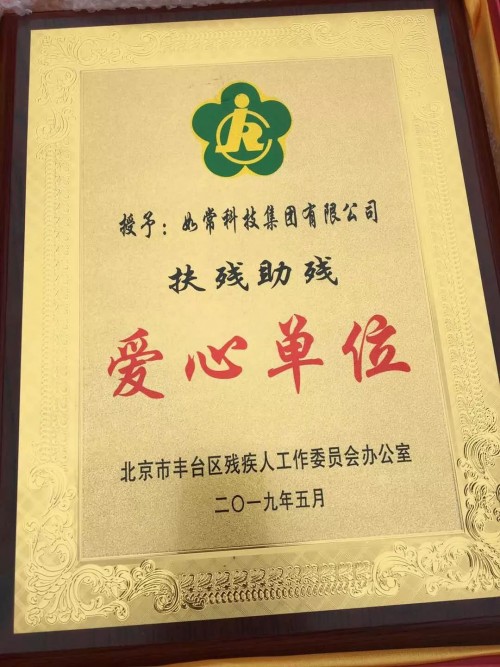 授予：如常科技集团有限公司
扶残助残
爱心单位
北京市丰台区残疾人工作委员会办公室
二〇一九年五月